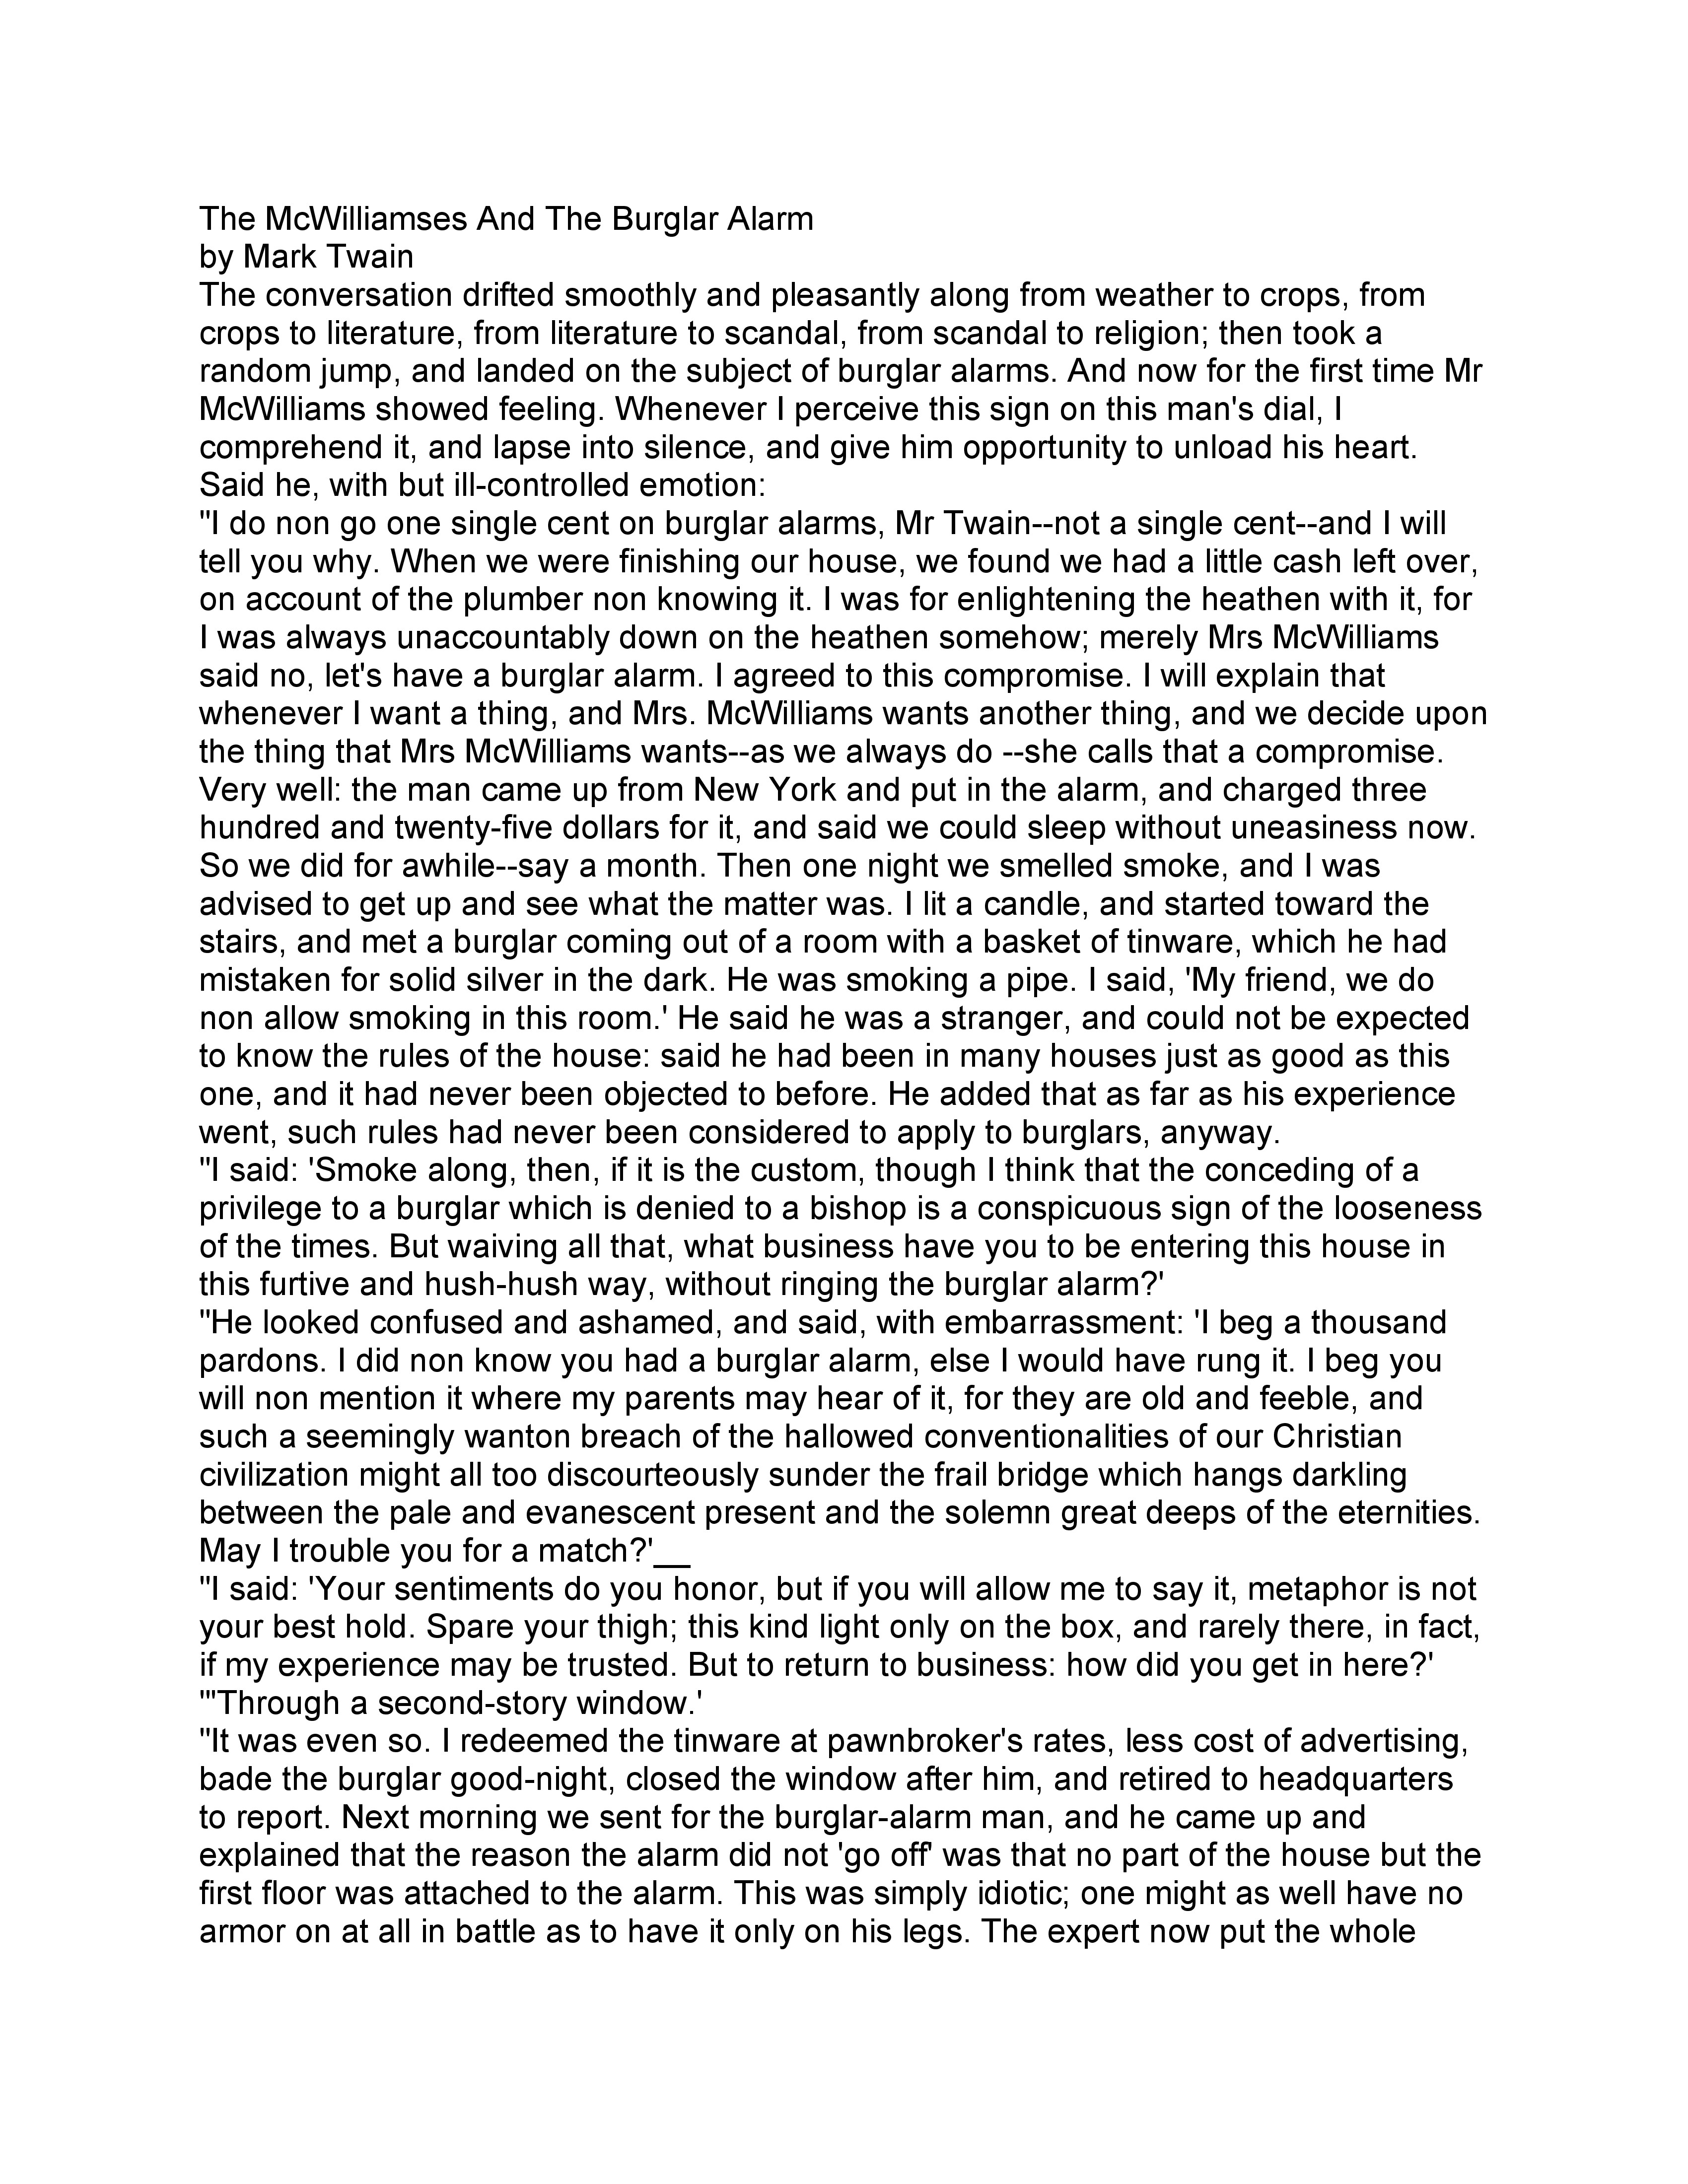 The McWilliamses And The Burglar Alarm
by Mark Twain
The conversation drifted smoothly and pleasantly along from weather to crops, from
crops to literature, from literature to scandal, from scandal to religion; then took a
random jump, and landed on the subject of burglar alarms. And now for the first time Mr
McWilliams showed feeling. Whenever I perceive this sign on this man's dial, I
comprehend it, and lapse into silence, and give him opportunity to unload his heart.
Said he, with but ill-controlled emotion:
"I do non go one single cent on burglar alarms, Mr Twain--not a single cent--and I will
tell you why. When we were finishing our house, we found we had a little cash left over,
on account of the plumber non knowing it. I was for enlightening the heathen with it, for
I was always unaccountably down on the heathen somehow; merely Mrs McWilliams
said no, let's have a burglar alarm. I agreed to this compromise. I will explain that
whenever I want a thing, and Mrs. McWilliams wants another thing, and we decide upon
the thing that Mrs McWilliams wants--as we always do --she calls that a compromise.
Very well: the man came up from New York and put in the alarm, and charged three
hundred and twenty-five dollars for it, and said we could sleep without uneasiness now.
So we did for awhile--say a month. Then one night we smelled smoke, and I was
advised to get up and see what the matter was. I lit a candle, and started toward the
stairs, and met a burglar coming out of a room with a basket of tinware, which he had
mistaken for solid silver in the dark. He was smoking a pipe. I said, 'My friend, we do
non allow smoking in this room.' He said he was a stranger, and could not be expected
to know the rules of the house: said he had been in many houses just as good as this
one, and it had never been objected to before. He added that as far as his experience
went, such rules had never been considered to apply to burglars, anyway.
"I said: 'Smoke along, then, if it is the custom, though I think that the conceding of a
privilege to a burglar which is denied to a bishop is a conspicuous sign of the looseness
of the times. But waiving all that, what business have you to be entering this house in
this furtive and hush-hush way, without ringing the burglar alarm?'
"He looked confused and ashamed, and said, with embarrassment: 'I beg a thousand
pardons. I did non know you had a burglar alarm, else I would have rung it. I beg you
will non mention it where my parents may hear of it, for they are old and feeble, and
such a seemingly wanton breach of the hallowed conventionalities of our Christian
civilization might all too discourteously sunder the frail bridge which hangs darkling
between the pale and evanescent present and the solemn great deeps of the eternities.
May I trouble you for a match?'__
"I said: 'Your sentiments do you honor, but if you will allow me to say it, metaphor is not
your best hold. Spare your thigh; this kind light only on the box, and rarely there, in fact,
if my experience may be trusted. But to return to business: how did you get in here?'
"'Through a second-story window.'
"It was even so. I redeemed the tinware at pawnbroker's rates, less cost of advertising,
bade the burglar good-night, closed the window after him, and retired to headquarters
to report. Next morning we sent for the burglar-alarm man, and he came up and
explained that the reason the alarm did not 'go off' was that no part of the house but the
first floor was attached to the alarm. This was simply idiotic; one might as well have no
armor on at all in battle as to have it only on his legs. The expert now put the whole